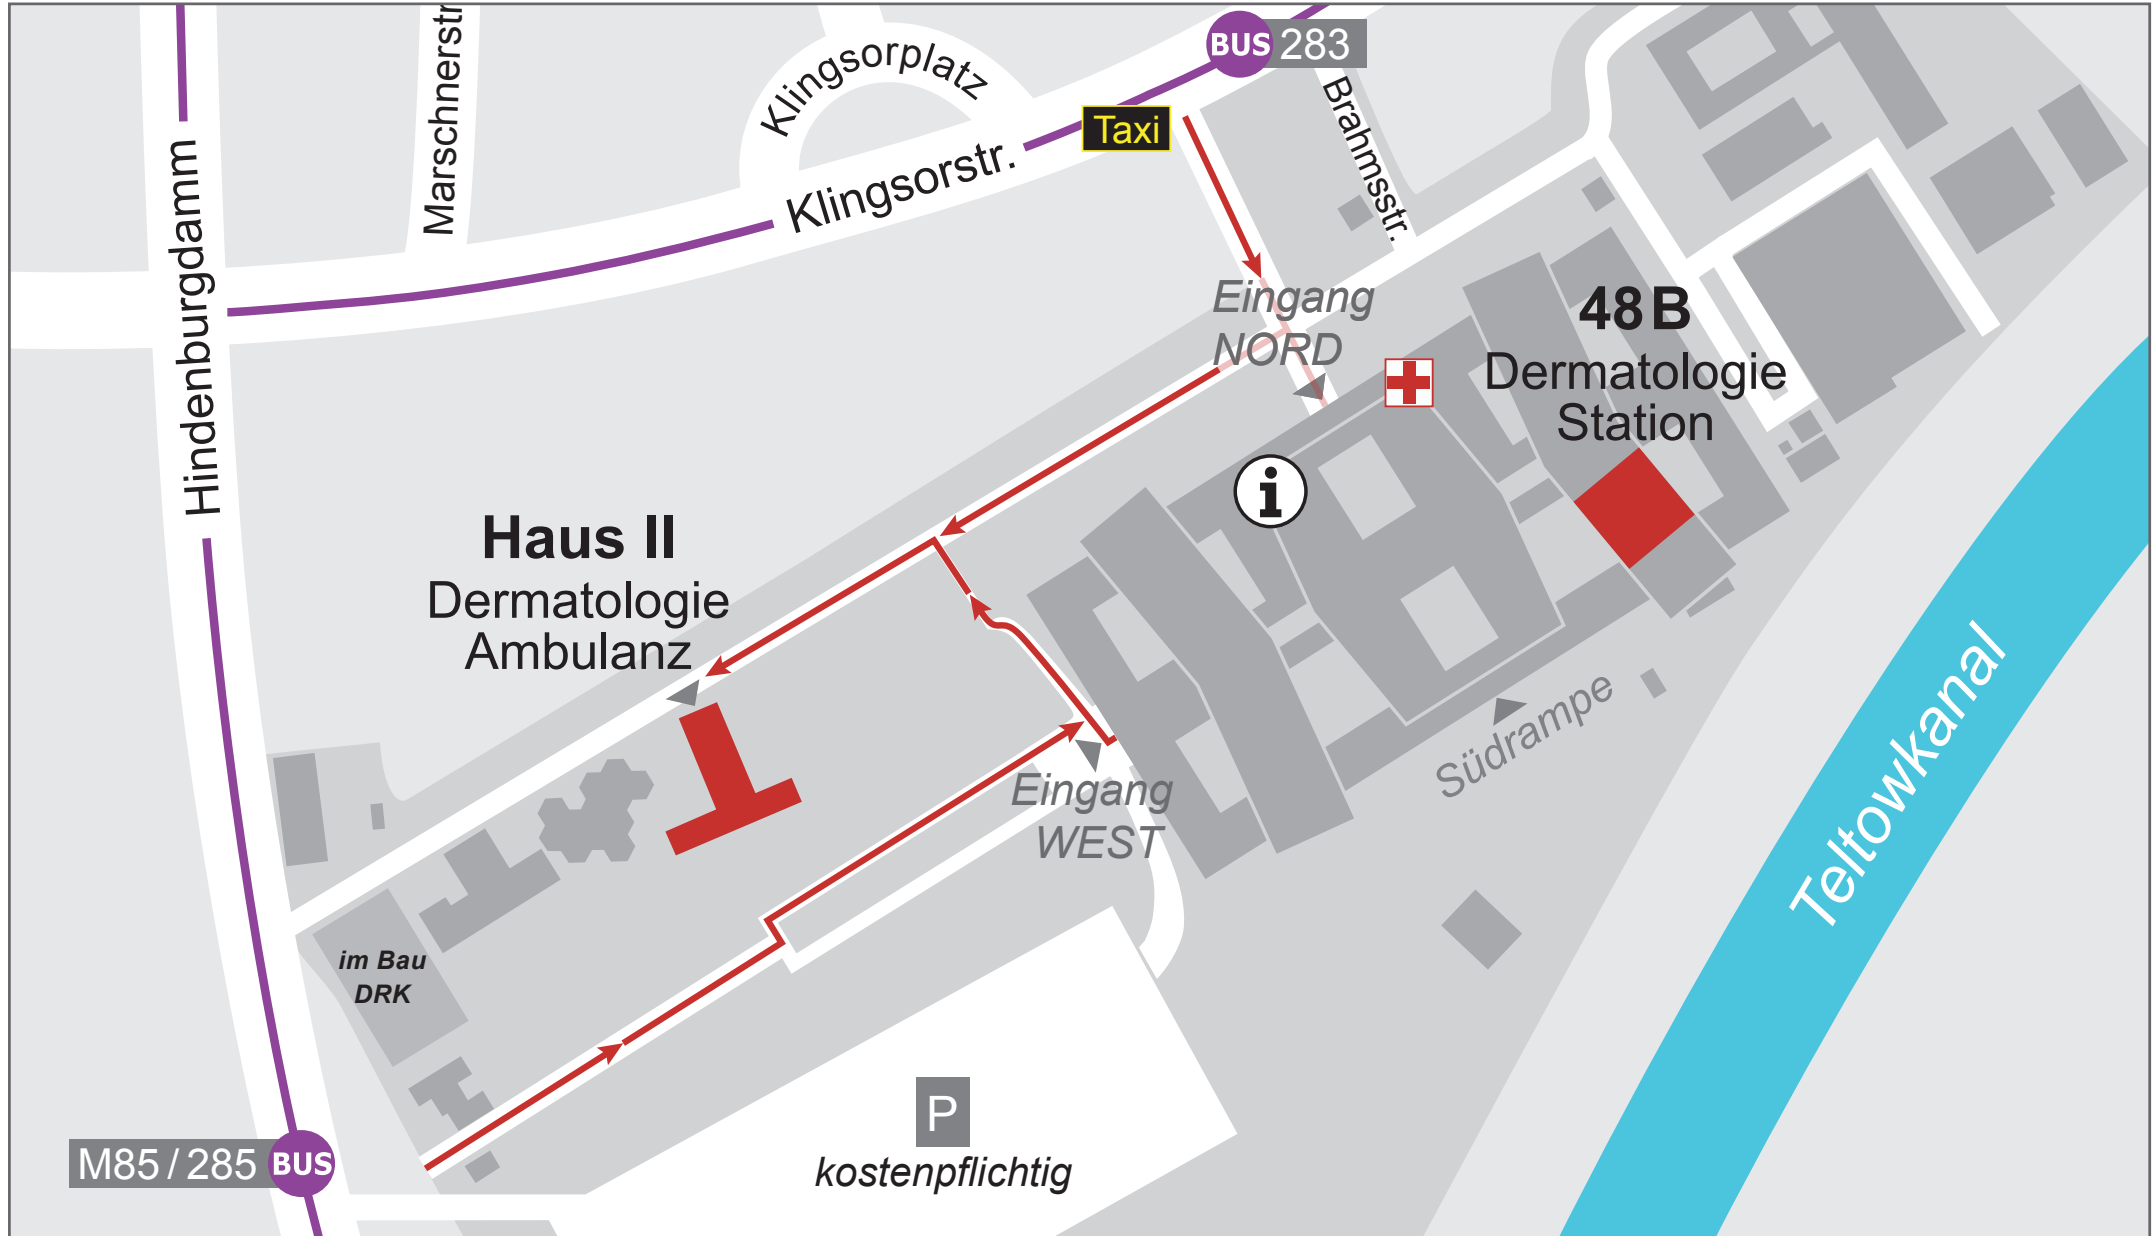 Marschnerstr
Klingsorplatz
BUS 283
Taxi
Brahmsstr.
Klingsorstr.
Hindenburgdamm
Eingang
NORD
48 B
Dermatologie
Station
i
Haus II
Dermatologie
Ambulanz
Südrampe
Eingang
WEST
Teltowkanal
im Bau
DRK
P
kostenpflichtig
M85 / 285 BUS